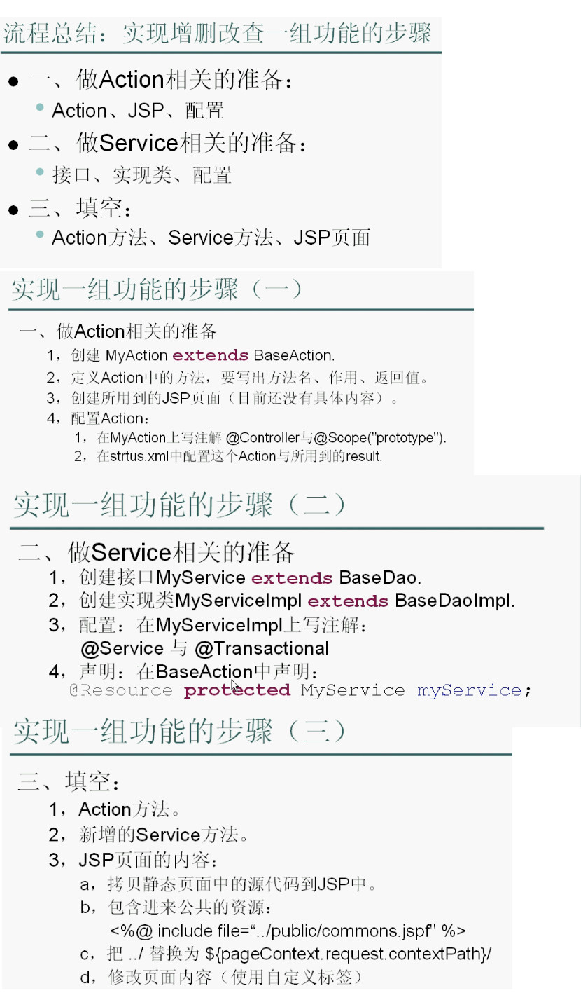 流程总结：实现增删改查一组功能的步骤
● 一、做Action相关的准备：
• Action、JSP、配置
● 二、做Service相关的准备：
• 接口、实现类、配置
● 三、填空：
• Action方法、Service方法、JSP页面
实现一组功能的步骤（一）
一、做Action相关的准备
1，创建 MyAction extends BaseAction.
2，定义Action中的方法，要写出方法名、作用、返回值。
3，创建所用到的JSP页面（目前还没有具体内容）。
4，配置Action：
1，在MyAction上写注解 @Controller与@Scope("prototype").
2，在strtus.xml中配置这个Action与所用到的result.
实现一组功能的步骤（二）
二、做Service相关的准备
1，创建接口MyService extends BaseDao.
2，创建实现类MyServiceImpl extends BaseDaoImpl.
3，配置：在MyServiceImpl上写注解：
@Service 与 @Transactional
4，声明：在BaseAction中声明：
@Resource protected MyService myService;
实现一组功能的步骤（三）
三、填空：
1，Action方法。
2，新增的Service方法。
3，JSP页面的内容：
a，拷贝静态页面中的源代码到JSP中。
b，包含进来公共的资源：
<%@ include file=“../public/commons.jspf" %>
c，把 ../ 替换为 ${pageContext.request.contextPath}/
d，修改页面内容（使用自定义标签）